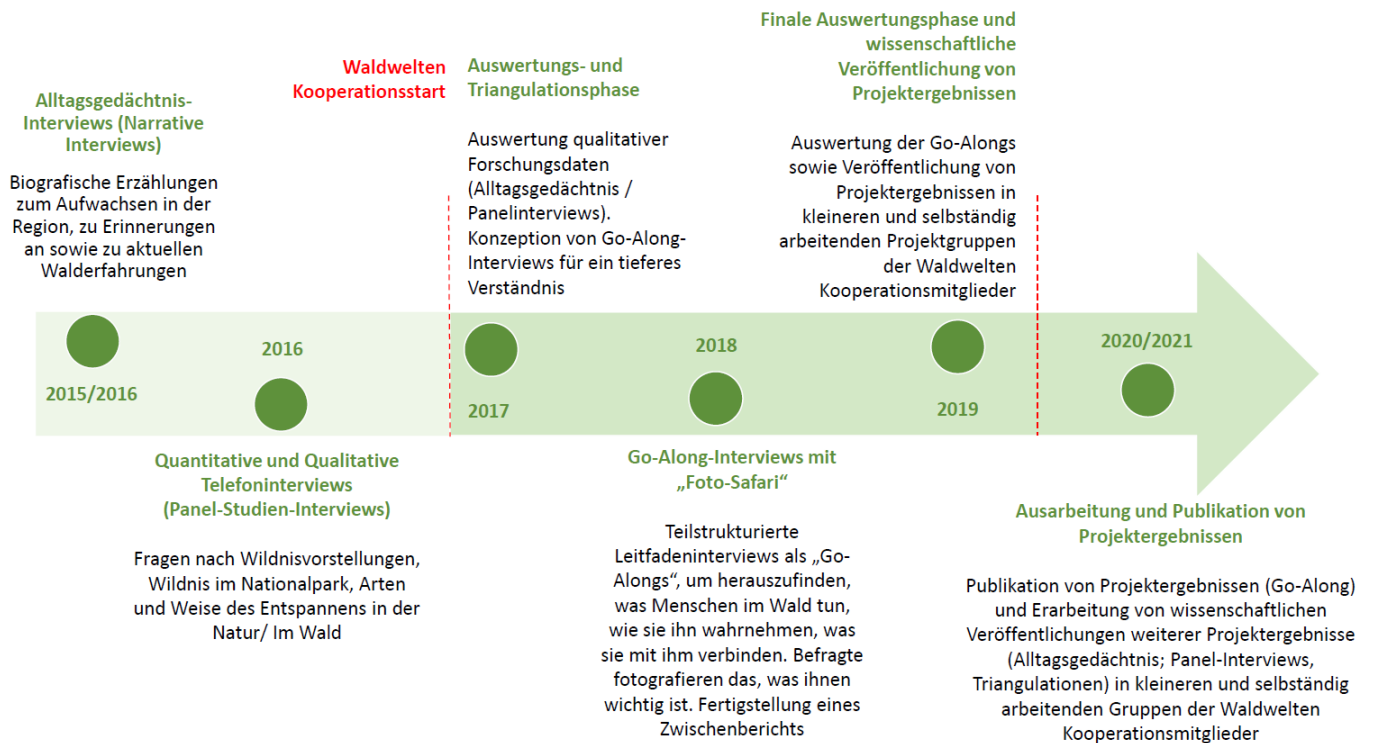 Alltagsgedächtnis-
Interviews (Narrative
Interviews)
Biografische Erzählungen
zum Aufwachsen in der
Region, zu Erinnerungen
an sowie zu aktuellen
Walderfahrungen
2015/2016
2016
Quantitative und Qualitative
Telefoninterviews
(Panel-Studien-Interviews)
Fragen nach Wildnisvorstellungen,
Wildnis im Nationalpark, Arten
und Weise des Entspannens in der
Natur/ Im Wald
Waldwelten
Kooperationsstart
Auswertungs- und
Triangulationsphase
Auswertung qualitativer
Forschungsdaten
(Alltagsgedächtnis /
Panelinterviews).
Konzeption von Go-Along-
Interviews für ein tieferes
Verständnis
2017
2018
Go-Along-Interviews mit
„Foto-Safari“
Teilstrukturierte
Leitfadeninterviews als „Go-
Alongs“, um herauszufinden,
was Menschen im Wald tun,
wie sie ihn wahrnehmen, was
sie mit ihm verbinden. Befragte
fotografieren das, was ihnen
wichtig ist. Fertigstellung eines
Zwischenberichts
Finale Auswertungsphase und
wissenschaftliche
Veröffentlichung von
Projektergebnissen
Auswertung der Go-Alongs
sowie Veröffentlichung von
Projektergebnissen in
kleineren und selbständig
arbeitenden Projektgruppen
der Waldwelten
Kooperationsmitglieder
2019
2020/2021
Ausarbeitung und Publikation von
Projektergebnissen
Publikation von Projektergebnissen (Go-Along)
und Erarbeitung von wissenschaftlichen
Veröffentlichungen weiterer Projektergebnisse
(Alltagsgedächtnis; Panel-Interviews,
Triangulationen) in kleineren und selbständig
arbeitenden Gruppen der Waldwelten
Kooperationsmitglieder